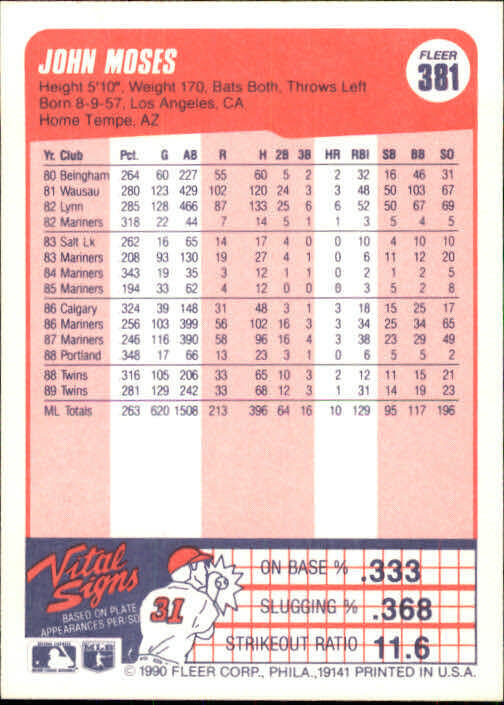 JOHN MOSES
FLEER
381
Height 5'10", Weight 170, Bats Both, Throws Left
Born 8-9-57, Los Angeles, CA
Home Tempe, AZ
Yr. Club Pct. G AB R H 2B 3B HR RBI SB BB SO
80 Belngham 264 60 227 55 60 5 2 2 32 16 46 31
81 Wausau 280 123 429 102 120 24 3 3 48 50 103 67
82 Lynn 285 128 466 87 133 25 6 6 52 50 67 69
82 Mariners 318 22 44 7 14 5 1 1 3 5 4 5
83 Salt Lk 262 16 65 14 17 4 0 0 10 4 10 10
83 Mariners 208 93 130 19 27 4 1 0 6 11 12 20
84 Mariners 343 19 35 3 12 1 1 0 2 1 2 5
85 Mariners 194 33 62 4 12 0 0 0 3 5 2 8
86 Calgary 324 39 148 31 48 3 1 3 18 15 25 17
86 Mariners 256 103 399 56 102 16 3 3 34 25 34 65
87 Mariners 246 116 390 58 96 16 4 3 38 23 29 49
88 Portland 348 17 66 13 23 3 1 0 6 5 5 2
88 Twins 316 105 206 33 65 10 3 2 12 11 15 21
89 Twins 281 129 242 33 68 12 3 1 31 14 19 23
ML Totals 263 620 1508 213 396 64 16 10 129 95 117 196
Vital Signs
BASED ON PLATE
APPEARANCES PER SO
31
ON BASE % .333
SLUGGING % .368
STRIKEOUT RATIO 11.6
© 1990 FLEER CORP., PHILA., 19141 PRINTED IN U.S.A.